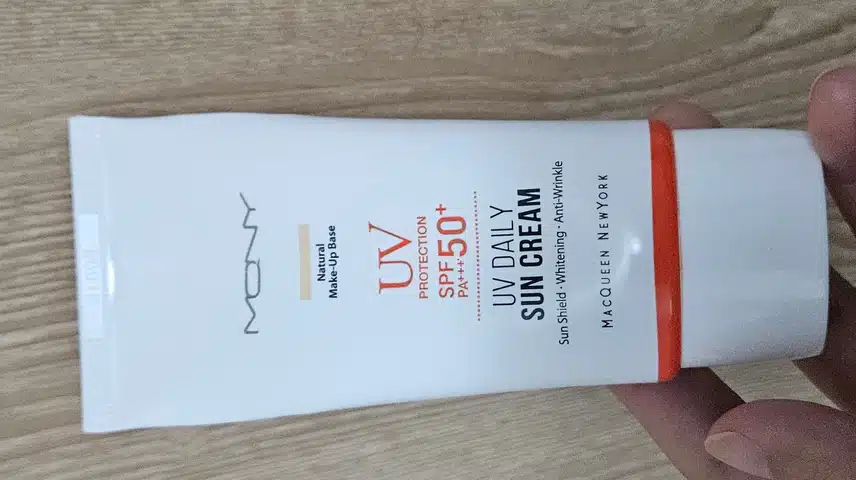 MQNY
Natural
Make-Up Base
UV
PROTECTION
SPF50+
PA+++
UV DAILY
SUN CREAM
Sun Shield · Whitening · Anti-Wrinkle
MACQUEEN NEWYORK